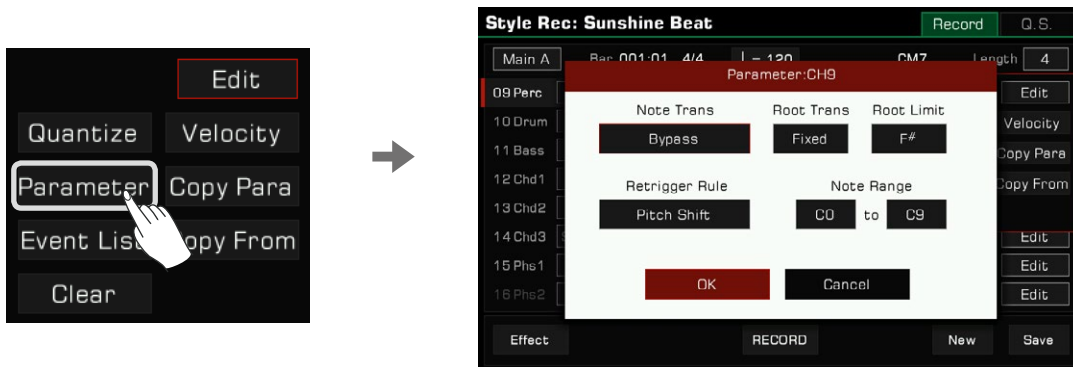 Edit
Quantize Velocity
Parameter Copy Para
Event List Copy From
Clear
Style Rec: Sunshine Beat Record Q.S.
Main A Bar 001:01 4/4 = 120 CM7 Length 4
Parameter:CH9
09 Perc Edit
Note Trans Root Trans Root Limit
10 Drum Velocity
Bypass Fixed F#
11 Bass Copy Para
12 Chd1 Copy From
Retrigger Rule Note Range
13 Chd2
Pitch Shift C0 to C9
14 Chd3 Edit
15 Phs1 Edit
OK Cancel
16 Phs2 Edit
Effect RECORD New Save